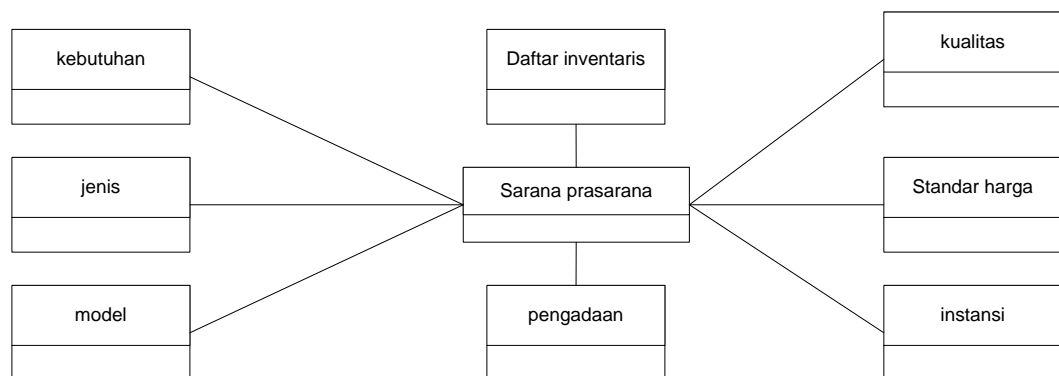 kebutuhan
Daftar inventaris
kualitas
jenis
Sarana prasarana
Standar harga
model
pengadaan
instansi